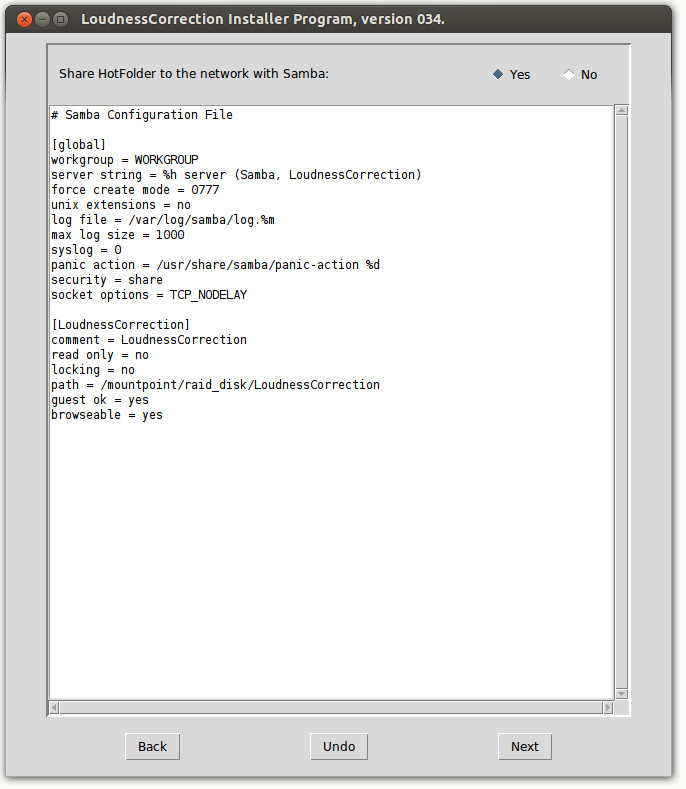 LoudnessCorrection Installer Program, version 034.
Share HotFolder to the network with Samba: Yes No
# Samba Configuration File
[global]
workgroup = WORKGROUP
server string = %h server (Samba, LoudnessCorrection)
force create mode = 0777
unix extensions = no
log file = /var/log/samba/log.%m
max log size = 1000
syslog = 0
panic action = /usr/share/samba/panic-action %d
security = share
socket options = TCP_NODELAY
[LoudnessCorrection]
comment = LoudnessCorrection
read only = no
locking = no
path = /mountpoint/raid_disk/LoudnessCorrection
guest ok = yes
browseable = yes
Back Undo Next